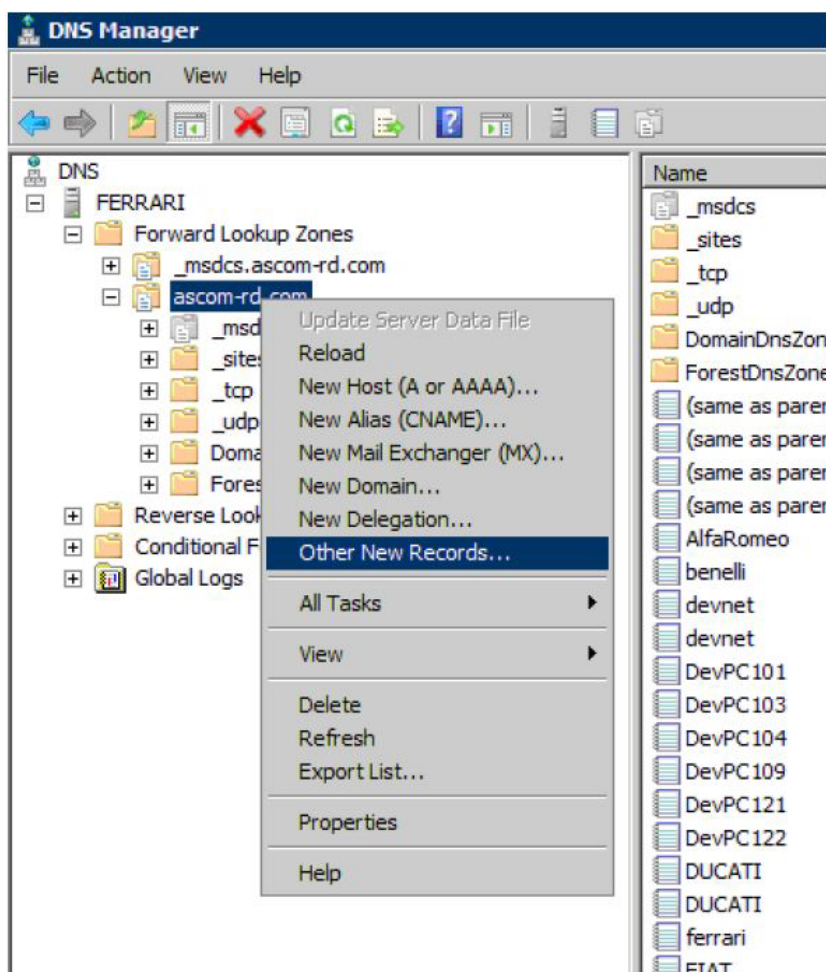 DNS Manager
File Action View Help
DNS
FERRARI
Forward Lookup Zones
_msdcs.ascom-rd.com
ascom-rd.com
_msd
_sites
_tcp
_udp
Doma
Fores
Reverse Look
Conditional F
Global Logs
Update Server Data File
Reload
New Host (A or AAAA)...
New Alias (CNAME)...
New Mail Exchanger (MX)...
New Domain...
New Delegation...
Other New Records...
All Tasks
View
Delete
Refresh
Export List...
Properties
Help
Name
_msdcs
_sites
_tcp
_udp
DomainDnsZon
ForestDnsZone
(same as parer
(same as parer
(same as parer
(same as parer
AlfaRomeo
benelli
devnet
devnet
DevPC101
DevPC103
DevPC104
DevPC109
DevPC121
DevPC122
DUCATI
DUCATI
ferrari
FIAT